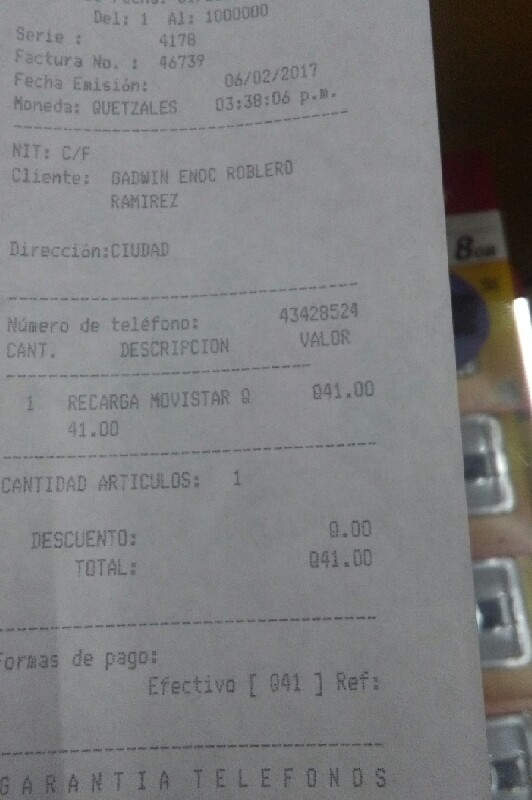 Del: 1 Al: 1000000
Serie : 4178
Factura No. : 46739
Fecha Emisión: 06/02/2017
Moneda: QUETZALES 03:38:06 p.m.
NIT: C/F
Cliente: GADWIN ENOC ROBLERO
RAMIREZ
Dirección:CIUDAD
Número de teléfono: 43428524
CANT. DESCRIPCION VALOR
1 RECARGA MOVISTAR Q Q41.00
41.00
CANTIDAD ARTICULOS: 1
DESCUENTO: Q.00
TOTAL: Q41.00
Formas de pago:
Efectivo [ Q41 ] Ref:
GARANTIA TELEFONOS
8GB